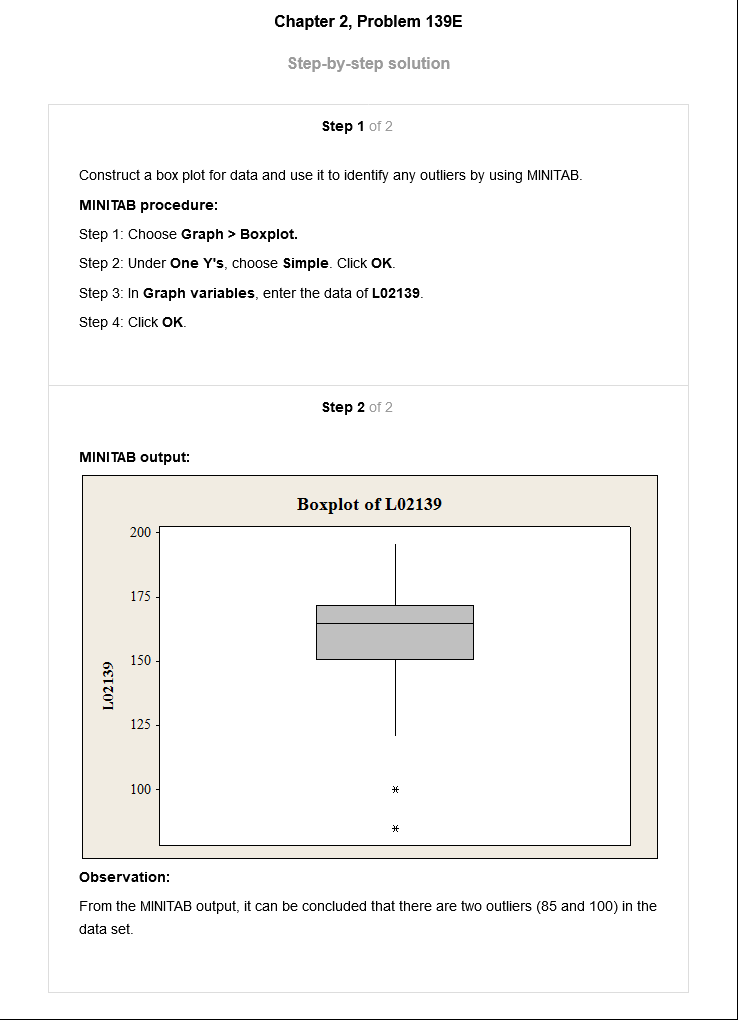 Chapter 2, Problem 139E
Step-by-step solution
Step 1 of 2
Construct a box plot for data and use it to identify any outliers by using MINITAB.
MINITAB procedure:
Step 1: Choose Graph > Boxplot.
Step 2: Under One Y's, choose Simple. Click OK.
Step 3: In Graph variables, enter the data of L02139.
Step 4: Click OK.
Step 2 of 2
MINITAB output:
Boxplot of L02139
200
175
150
125
100
L02139
Observation:
From the MINITAB output, it can be concluded that there are two outliers (85 and 100) in the
data set.